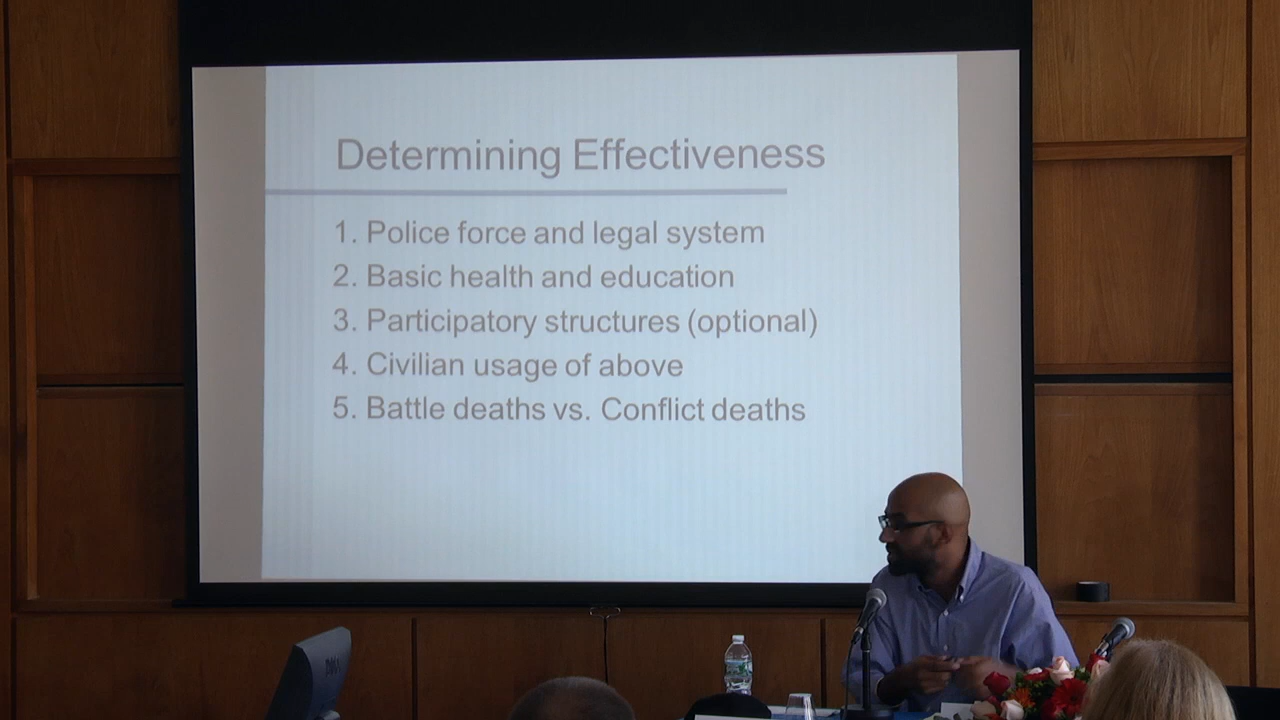 Determining Effectiveness
1. Police force and legal system
2. Basic health and education
3. Participatory structures (optional)
4. Civilian usage of above
5. Battle deaths vs. Conflict deaths